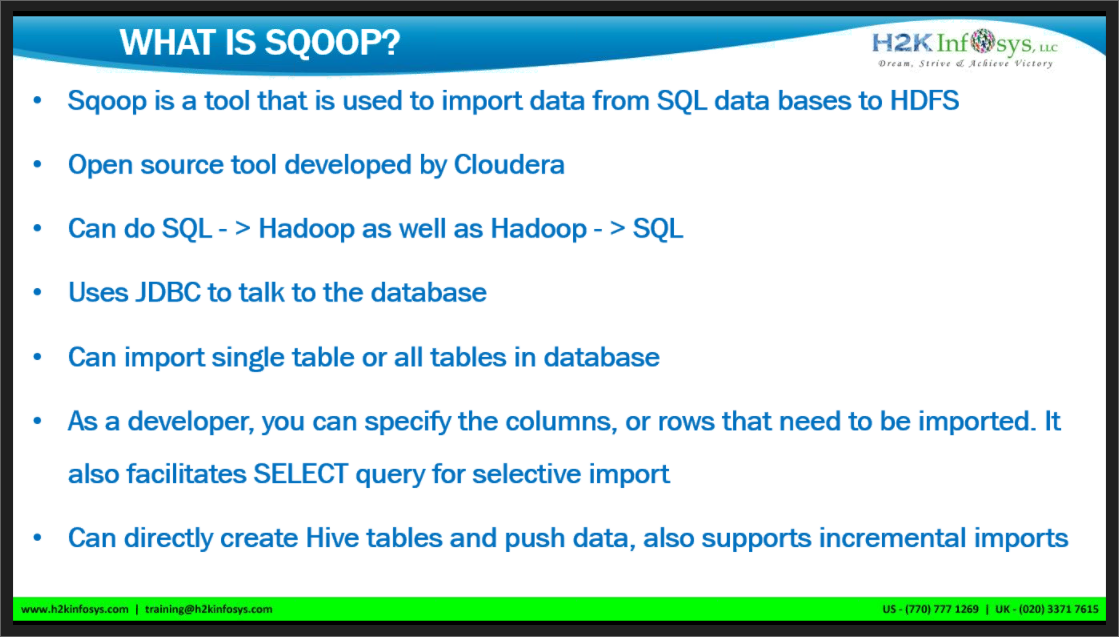 WHAT IS SQOOP?
H2K Infosys, LLC
Dream, Strive & Achieve Victory
• Sqoop is a tool that is used to import data from SQL data bases to HDFS
• Open source tool developed by Cloudera
• Can do SQL - > Hadoop as well as Hadoop - > SQL
• Uses JDBC to talk to the database
• Can import single table or all tables in database
• As a developer, you can specify the columns, or rows that need to be imported. It
also facilitates SELECT query for selective import
• Can directly create Hive tables and push data, also supports incremental imports
www.h2kinfosys.com | training@h2kinfosys.com
US - (770) 777 1269 | UK - (020) 3371 7615